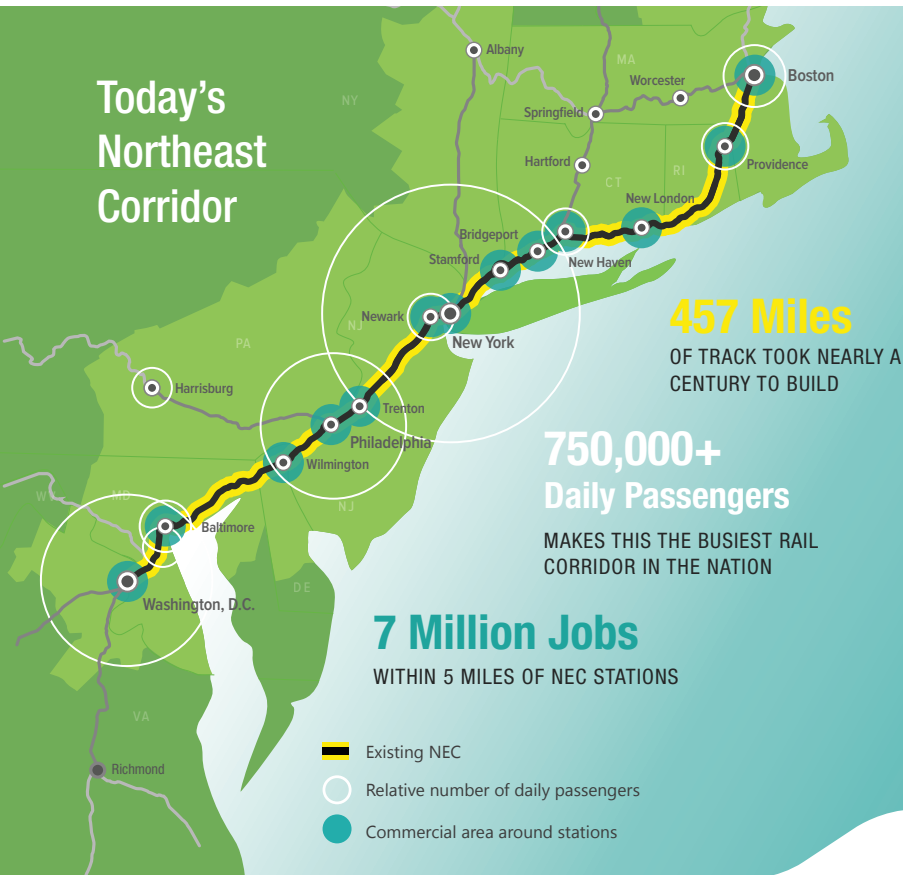 Today's
Northeast
Corridor
Albany
MA
Worcester
Boston
NY
Springfield
Hartford
Providence
RI
CT
New London
Bridgeport
Stamford
New Haven
Newark
NJ
New York
PA
457 Miles
OF TRACK TOOK NEARLY A
CENTURY TO BUILD
Harrisburg
Trenton
Philadelphia
Wilmington
750,000+
Daily Passengers
MAKES THIS THE BUSIEST RAIL
CORRIDOR IN THE NATION
WV
MD
NJ
Baltimore
DE
Washington, D.C.
7 Million Jobs
WITHIN 5 MILES OF NEC STATIONS
VA
Richmond
Existing NEC
Relative number of daily passengers
Commercial area around stations